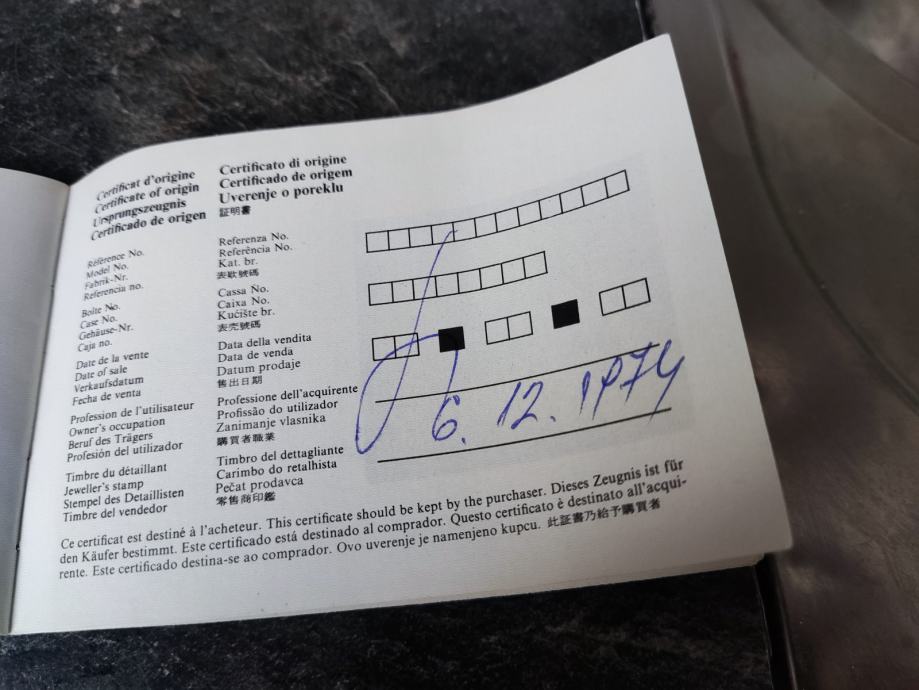 Certificat d'origine
Certificate of origin
Ursprungszeugnis
Certificado de origen
Certificato di origine
Certificado de origem
Uverenje o poreklu
証明書
Référence No.
Model No.
Fabrik-Nr.
Referencia no.
Referenza No.
Referência No.
Kat. br.
表歀號碼
Boîte No.
Case No.
Gehäuse-Nr.
Caja no.
Cassa No.
Caixa No.
Kućište br.
表壳號碼
Date de la vente
Date of sale
Verkaufsdatum
Fecha de venta
Data della vendita
Data de venda
Datum prodaje
售出日期
Profession de l'utilisateur
Owner's occupation
Beruf des Trägers
Profesión del utilizador
Professione dell'acquirente
Profissão do utilizador
Zanimanje vlasnika
購買者職業
Timbre du détaillant
Jeweller's stamp
Stempel des Detaillisten
Timbre del vendedor
Timbro del dettagliante
Carimbo do retalhista
Pečat prodavca
零售商印鑑
6. 12. 1974
Ce certificat est destiné à l'acheteur. This certificate should be kept by the purchaser. Dieses Zeugnis ist für
den Käufer bestimmt. Este certificado está destinado al comprador. Questo certificato è destinato all'acqui-
rente. Este certificado destina-se ao comprador. Ovo uverenje je namenjeno kupcu. 此証書乃給予購買者